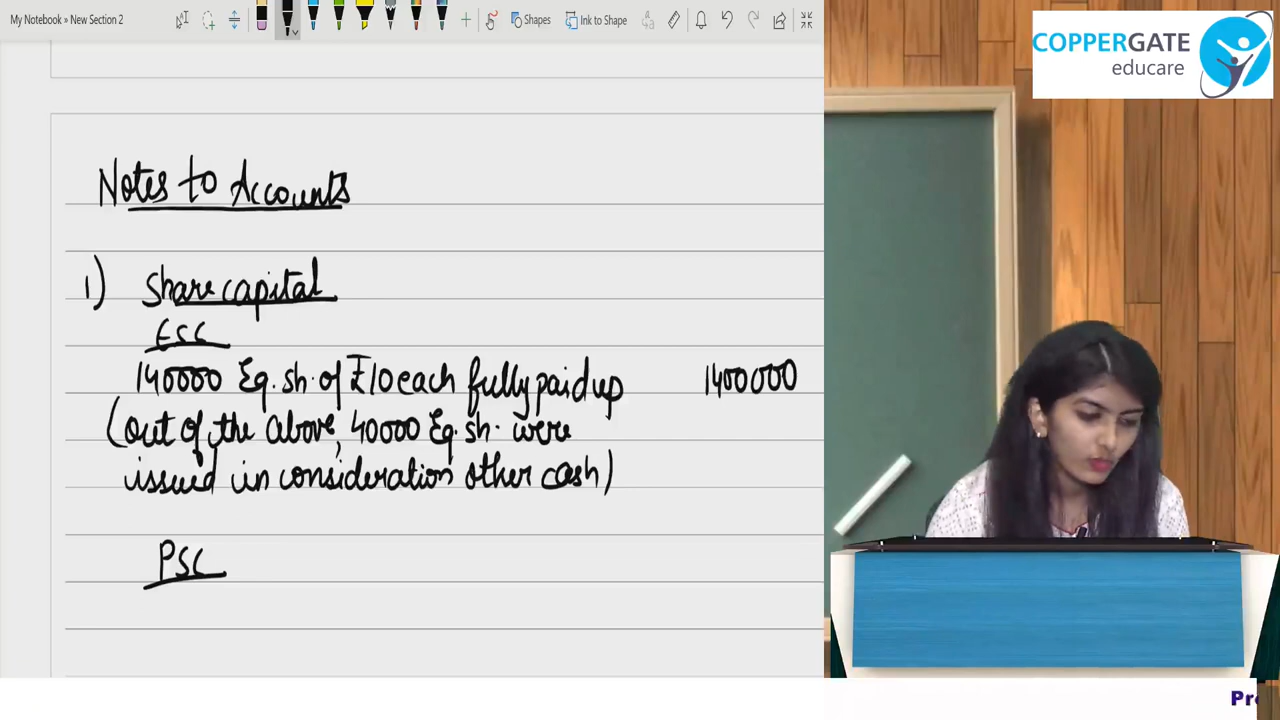 My Notebook » New Section 2
Shapes
Ink to Shape
COPPERGATE
educare
Notes to Accounts
1) Share capital
ESC
140000 Eq. sh. of ₹10 each fully paid up 1400000
(out of the above, 40000 Eq. sh. were
issued in consideration other cash)
PSC